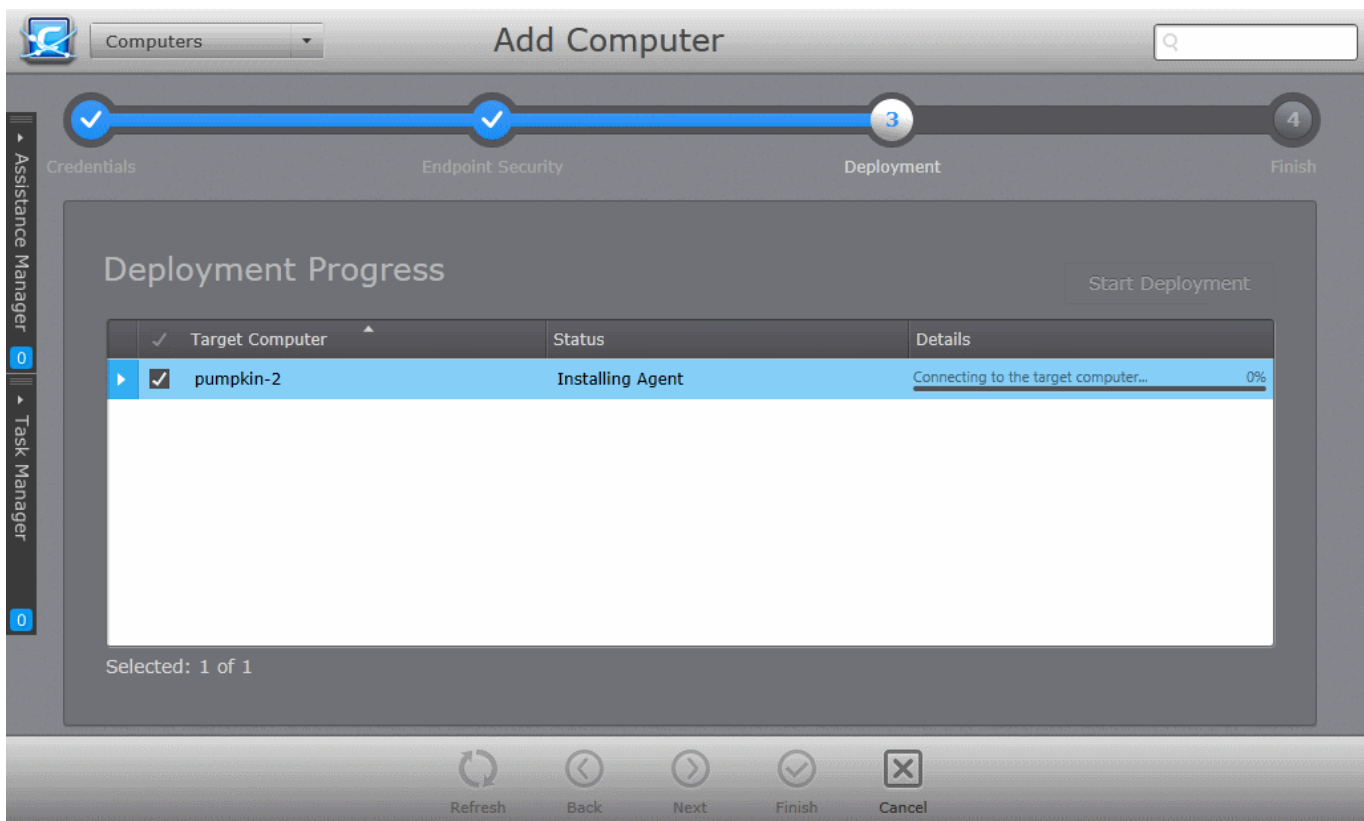 Computers
Add Computer
3
4
Credentials
Endpoint Security
Deployment
Finish
Assistance Manager
0
Task Manager
0
Deployment Progress
Start Deployment
Target Computer Status Details
pumpkin-2 Installing Agent Connecting to the target computer... 0%
Selected: 1 of 1
Refresh
Back
Next
Finish
Cancel